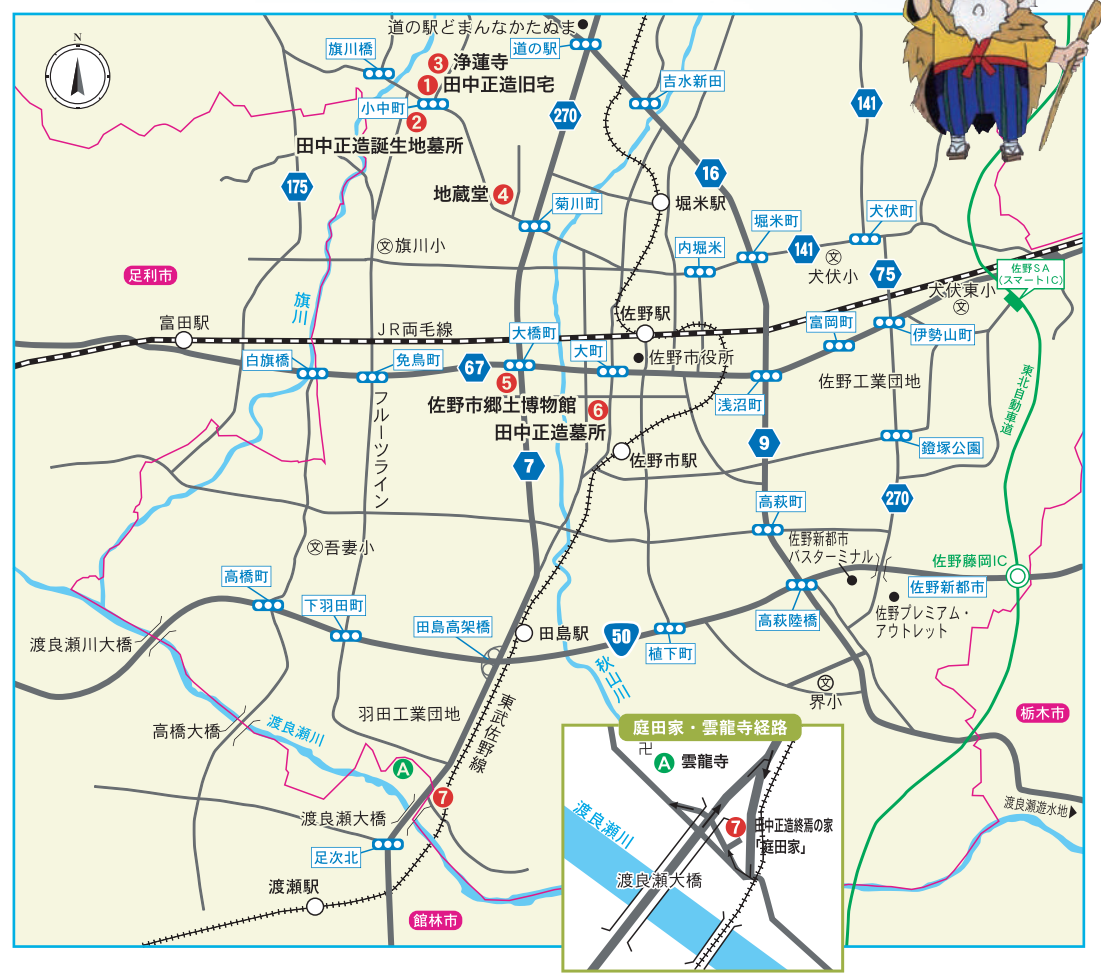 N
道の駅どまんなかたぬま
道の駅
旗川橋
③浄蓮寺
①田中正造旧宅
小中町
②
田中正造誕生地墓所
吉水新田
270
141
16
175
地蔵堂④
菊川町
堀米駅
堀米町
犬伏町
文旗川小
内堀米
141
文
犬伏小
75
足利市
佐野SA
(スマートIC)
犬伏東小
文
旗川
富田駅
JR両毛線
大橋町
佐野駅
富岡町
伊勢山町
白旗橋
免鳥町
67
大町
佐野市役所
⑤
佐野市郷土博物館
⑥
田中正造墓所
浅沼町
佐野工業団地
東北自動車道
フルーツライン
7
佐野市駅
9
鐙塚公園
270
高萩町
文吾妻小
佐野新都市
バスターミナル
佐野藤岡IC
高橋町
下羽田町
佐野新都市
高萩陸橋
佐野プレミアム・
アウトレット
渡良瀬川大橋
田島高架橋
田島駅
50
植下町
秋山川
文
界小
高橋大橋
渡良瀬川
羽田工業団地
東武佐野線
栃木市
A
⑦
渡良瀬大橋
足次北
渡瀬駅
館林市
渡良瀬遊水地▶
庭田家・雲龍寺経路
卍
A 雲龍寺
渡良瀬川
⑦田中正造終焉の家
「庭田家」
渡良瀬大橋